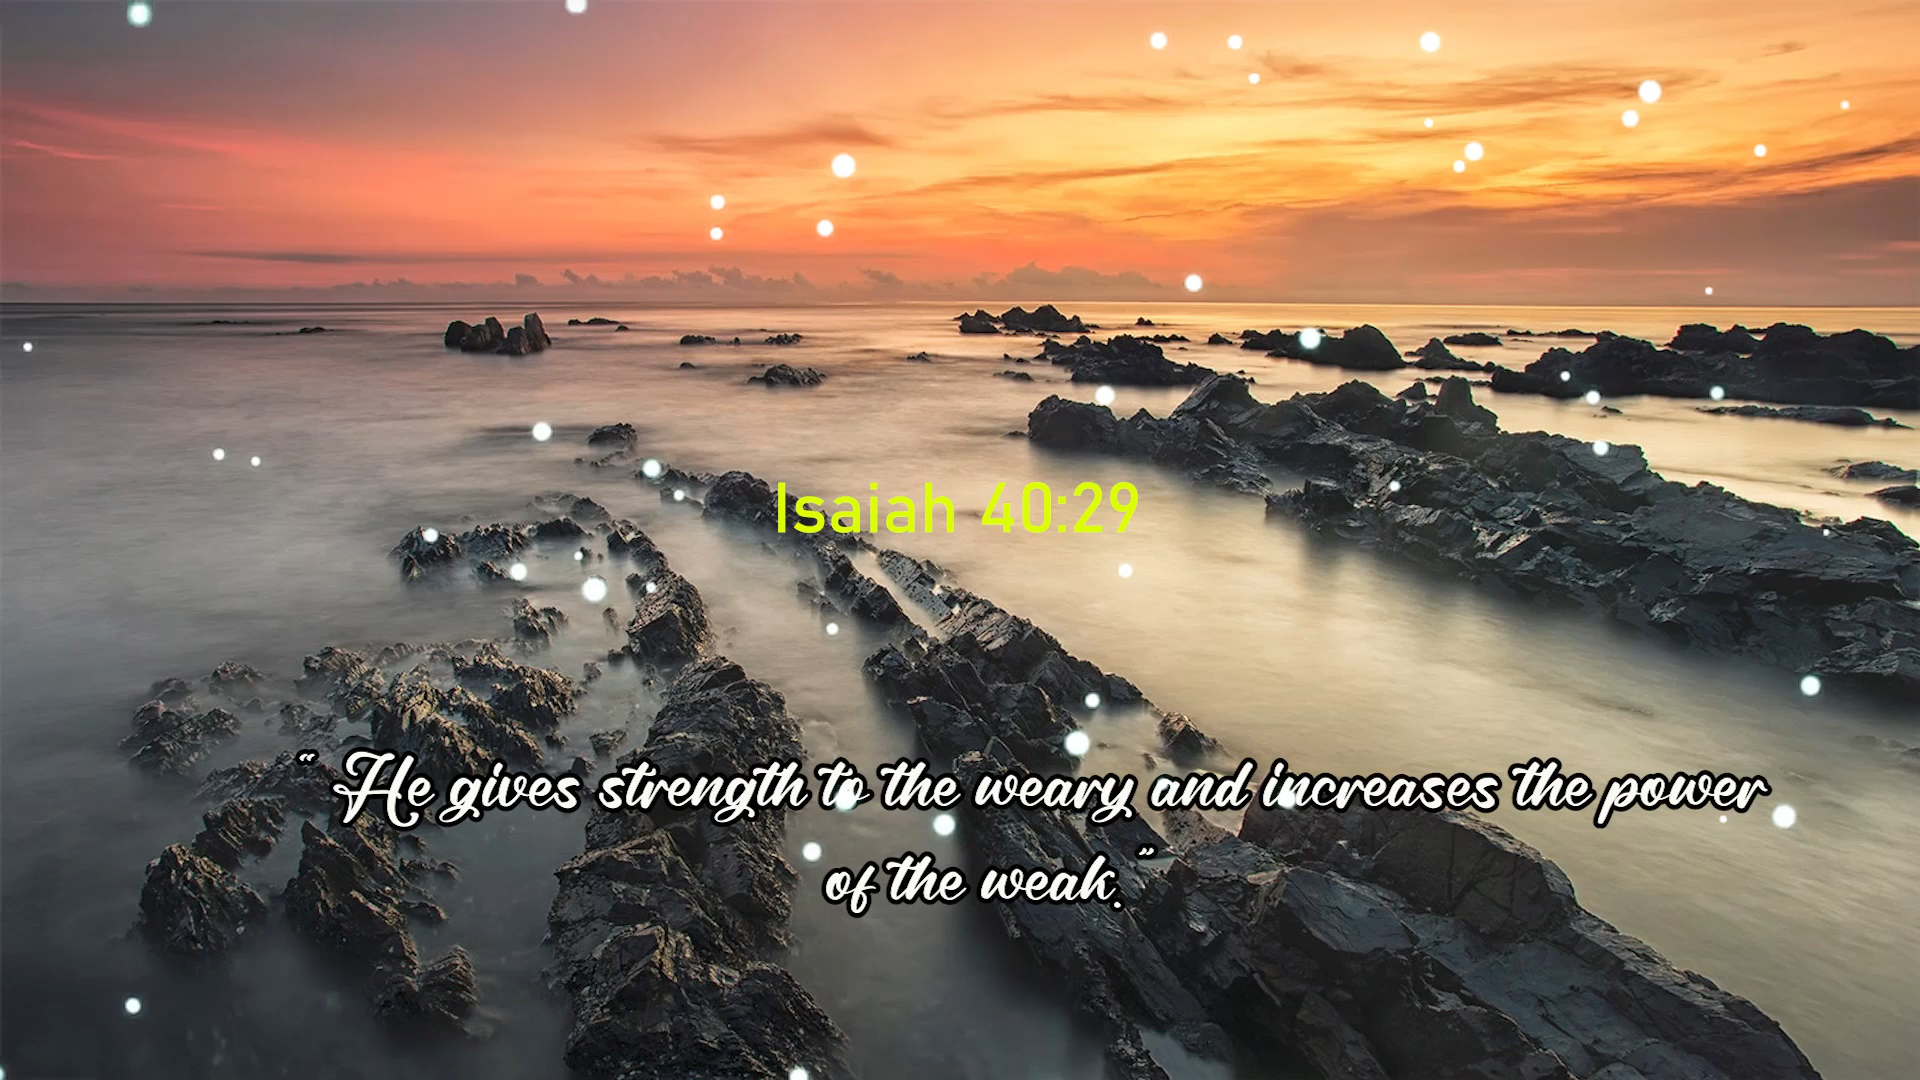 Isaiah 40:29
“ He gives strength to the weary and increases the power
of the weak.”